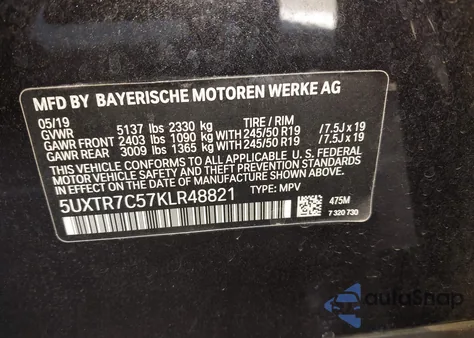 MFD BY BAYERISCHE MOTOREN WERKE AG
05/19 TIRE / RIM
GVWR 5137 lbs 2330 kg
GAWR FRONT 2403 lbs 1090 kg WITH 245/50 R19 / 7.5J x 19
GAWR REAR 3009 lbs 1365 kg WITH 245/50 R19 / 7.5J x 19
THIS VEHICLE CONFORMS TO ALL APPLICABLE
U.S. FEDERAL MOTOR VEHICLE SAFETY
AND THEFT PREVENTION STANDARDS
IN EFFECT ON THE DATE OF
MANUFACTURE SHOWN ABOVE.
5UXTR7C57KLR48821 TYPE: MPV
475M
7 320 730
autoSnap